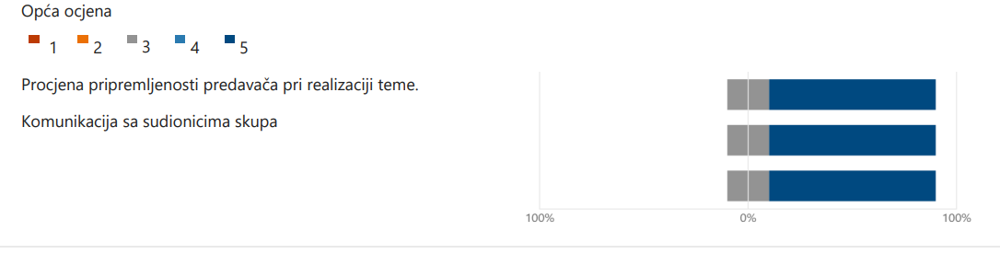 Opća ocjena
1 2 3 4 5
Procjena pripremljenosti predavača pri realizaciji teme.
Komunikacija sa sudionicima skupa
100% 0% 100%